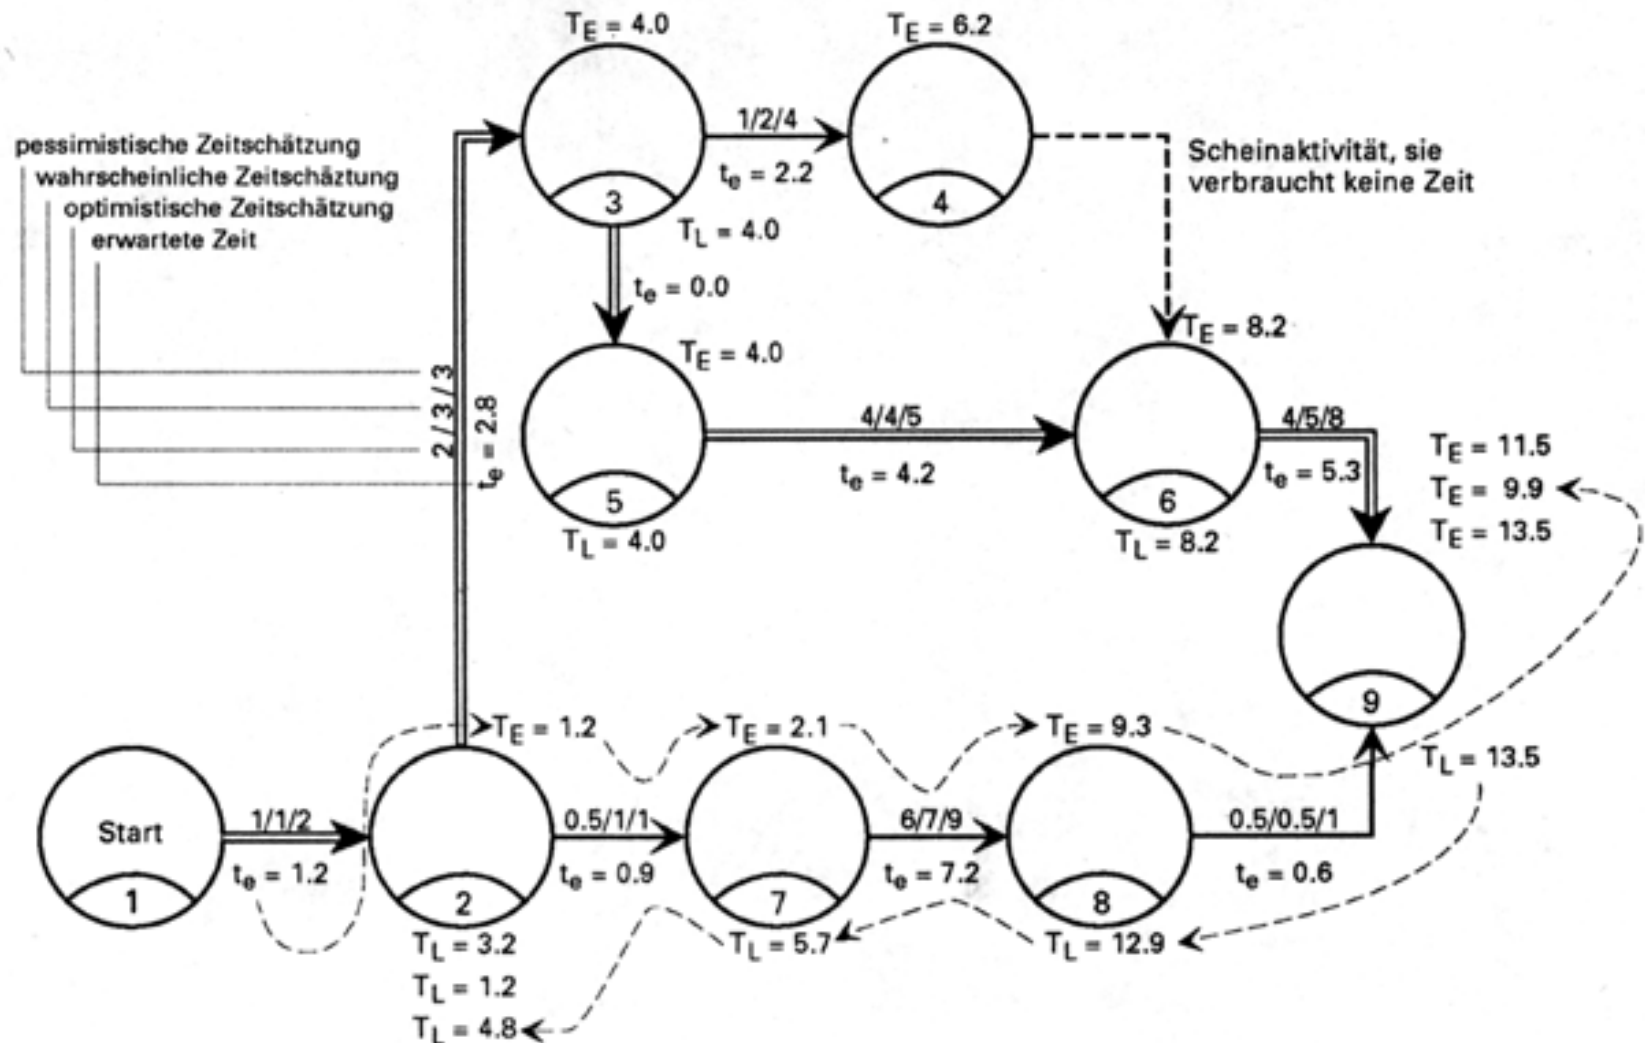 T_E = 4.0
T_E = 6.2
pessimistische Zeitschätzung
wahrscheinliche Zeitschäztung
optimistische Zeitschätzung
erwartete Zeit
1/2/4
t_e = 2.2
Scheinaktivität, sie
verbraucht keine Zeit
3
4
T_L = 4.0
t_e = 0.0
T_E = 8.2
T_E = 4.0
2/3/3
t_e = 2.8
4/4/5
t_e = 4.2
4/5/8
t_e = 5.3
T_E = 11.5
T_E = 9.9
T_E = 13.5
5
6
T_L = 4.0
T_L = 8.2
9
T_E = 1.2
T_E = 2.1
T_E = 9.3
T_L = 13.5
Start
1/1/2
0.5/1/1
6/7/9
0.5/0.5/1
t_e = 1.2
t_e = 0.9
t_e = 7.2
t_e = 0.6
1
2
7
8
T_L = 3.2
T_L = 5.7
T_L = 12.9
T_L = 1.2
T_L = 4.8